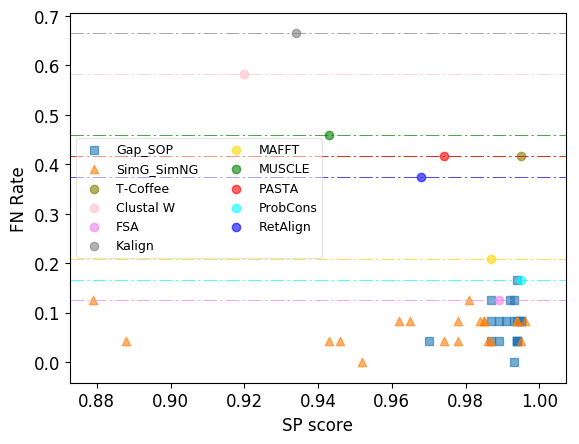 0.7
0.6
0.5
0.4
0.3
0.2
0.1
0.0
FN Rate
Gap_SOP
SimG_SimNG
T-Coffee
Clustal W
FSA
Kalign
MAFFT
MUSCLE
PASTA
ProbCons
RetAlign
0.88 0.90 0.92 0.94 0.96 0.98 1.00
SP score